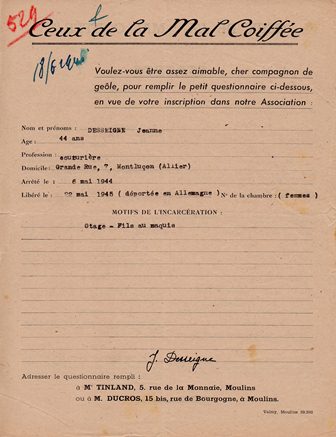 529
Ceux de la Mal Coiffée
18/6/45
Voulez-vous être assez aimable, cher compagnon de
geôle, pour remplir le petit questionnaire ci-dessous,
en vue de votre inscription dans notre Association :
Nom et prénoms : DESSEIGNE Jeanne
Age : 44 ans
Profession : couturière
Domicile : Grande Rue, 7, Montluçon (Allier)
Arrêté le : 6 mai 1944
Libéré le : 22 mai 1945 ( déportée en Allemagne ) N° de la chambre : ( femmes )
MOTIFS DE L'INCARCÉRATION :
Otage - Fils au maquis
J. Desseigne
Adresser le questionnaire rempli :
à Mr TINLAND, 5, rue de la Monnaie, Moulins
ou à M. DUCROS, 15 bis, rue de Bourgogne, à Moulins.